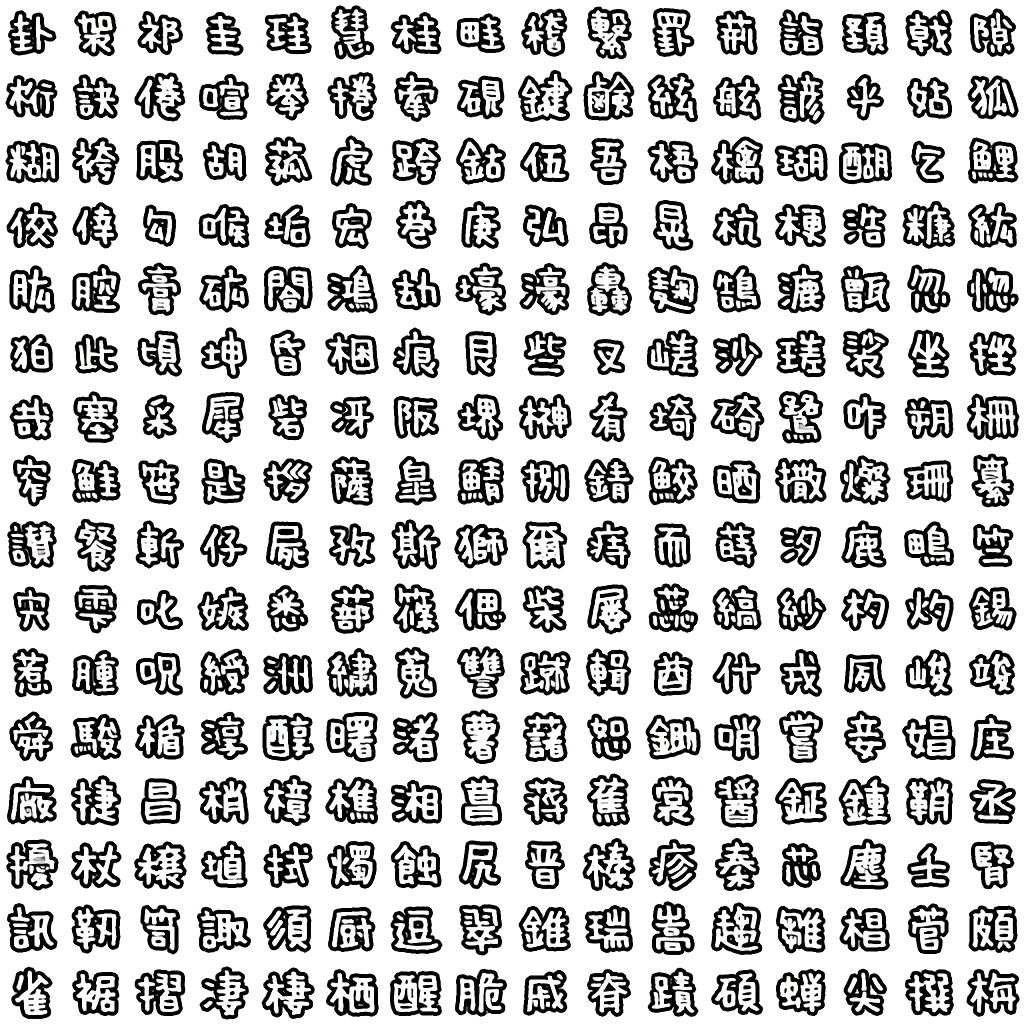 卦袈祁圭珪慧桂畦稽繋罫荊詣頚戟隙
桁訣倦喧拳捲牽硯鍵鹸絃舷諺乎姑狐
糊袴股胡菰虎跨鈷伍吾梧檎瑚醐乞鯉
佼倖勾喉垢宏巷庚弘昂晃杭梗浩糠紘
肱腔膏砿閤鴻劫壕濠轟麹鵠漉甑忽惚
狛此頃坤昏梱痕艮些叉嵯沙瑳裟坐挫
哉塞采犀砦冴阪堺榊肴埼碕鷺咋朔柵
窄鮭笹匙拶薩皐鯖捌錆鮫晒撒燦珊纂
讃餐斬仔屍孜斯獅爾痔而蒔汐鹿鴫竺
宍雫叱嫉悉蔀篠偲柴屡蕊縞紗杓灼錫
惹腫呪綬洲繍蒐讐蹴輯酋什戎夙峻竣
舜駿楯淳醇曙渚薯藷恕鋤哨嘗妾娼庄
廠捷昌梢樟樵湘菖蒋蕉裳醤鉦鍾鞘丞
擾杖穣埴拭燭蝕尻晋榛疹秦芯塵壬腎
訊靭笥諏須厨逗翠錐瑞嵩趨雛椙菅頗
雀裾摺凄棲栖醒脆戚脊蹟碩蝉尖撰栴